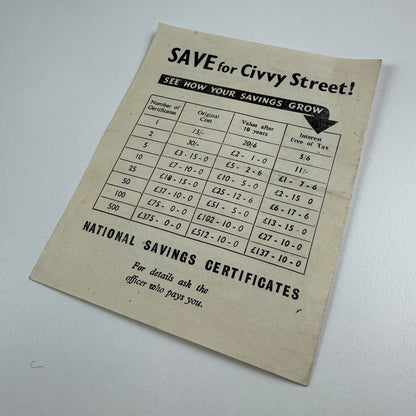 SAVE for Civvy Street!
SEE HOW YOUR SAVINGS GROW
Number of Certificates Original Cost Value after 10 years Interest Free of Tax
1 15/- 20/6 5/6
2 30/- £2 - 1 - 0 11/-
5 £3 - 15 - 0 £5 - 2 - 6 £1 - 7 - 6
10 £7 - 10 - 0 £10 - 5 - 0 £2 - 15 - 0
25 £18 - 15 - 0 £25 - 12 - 6 £6 - 17 - 6
50 £37 - 10 - 0 £51 - 5 - 0 £13 - 15 - 0
100 £75 - 0 - 0 £102 - 10 - 0 £27 - 10 - 0
500 £375 - 0 - 0 £512 - 10 - 0 £137 - 10 - 0
NATIONAL SAVINGS CERTIFICATES
For details ask the
officer who pays you.